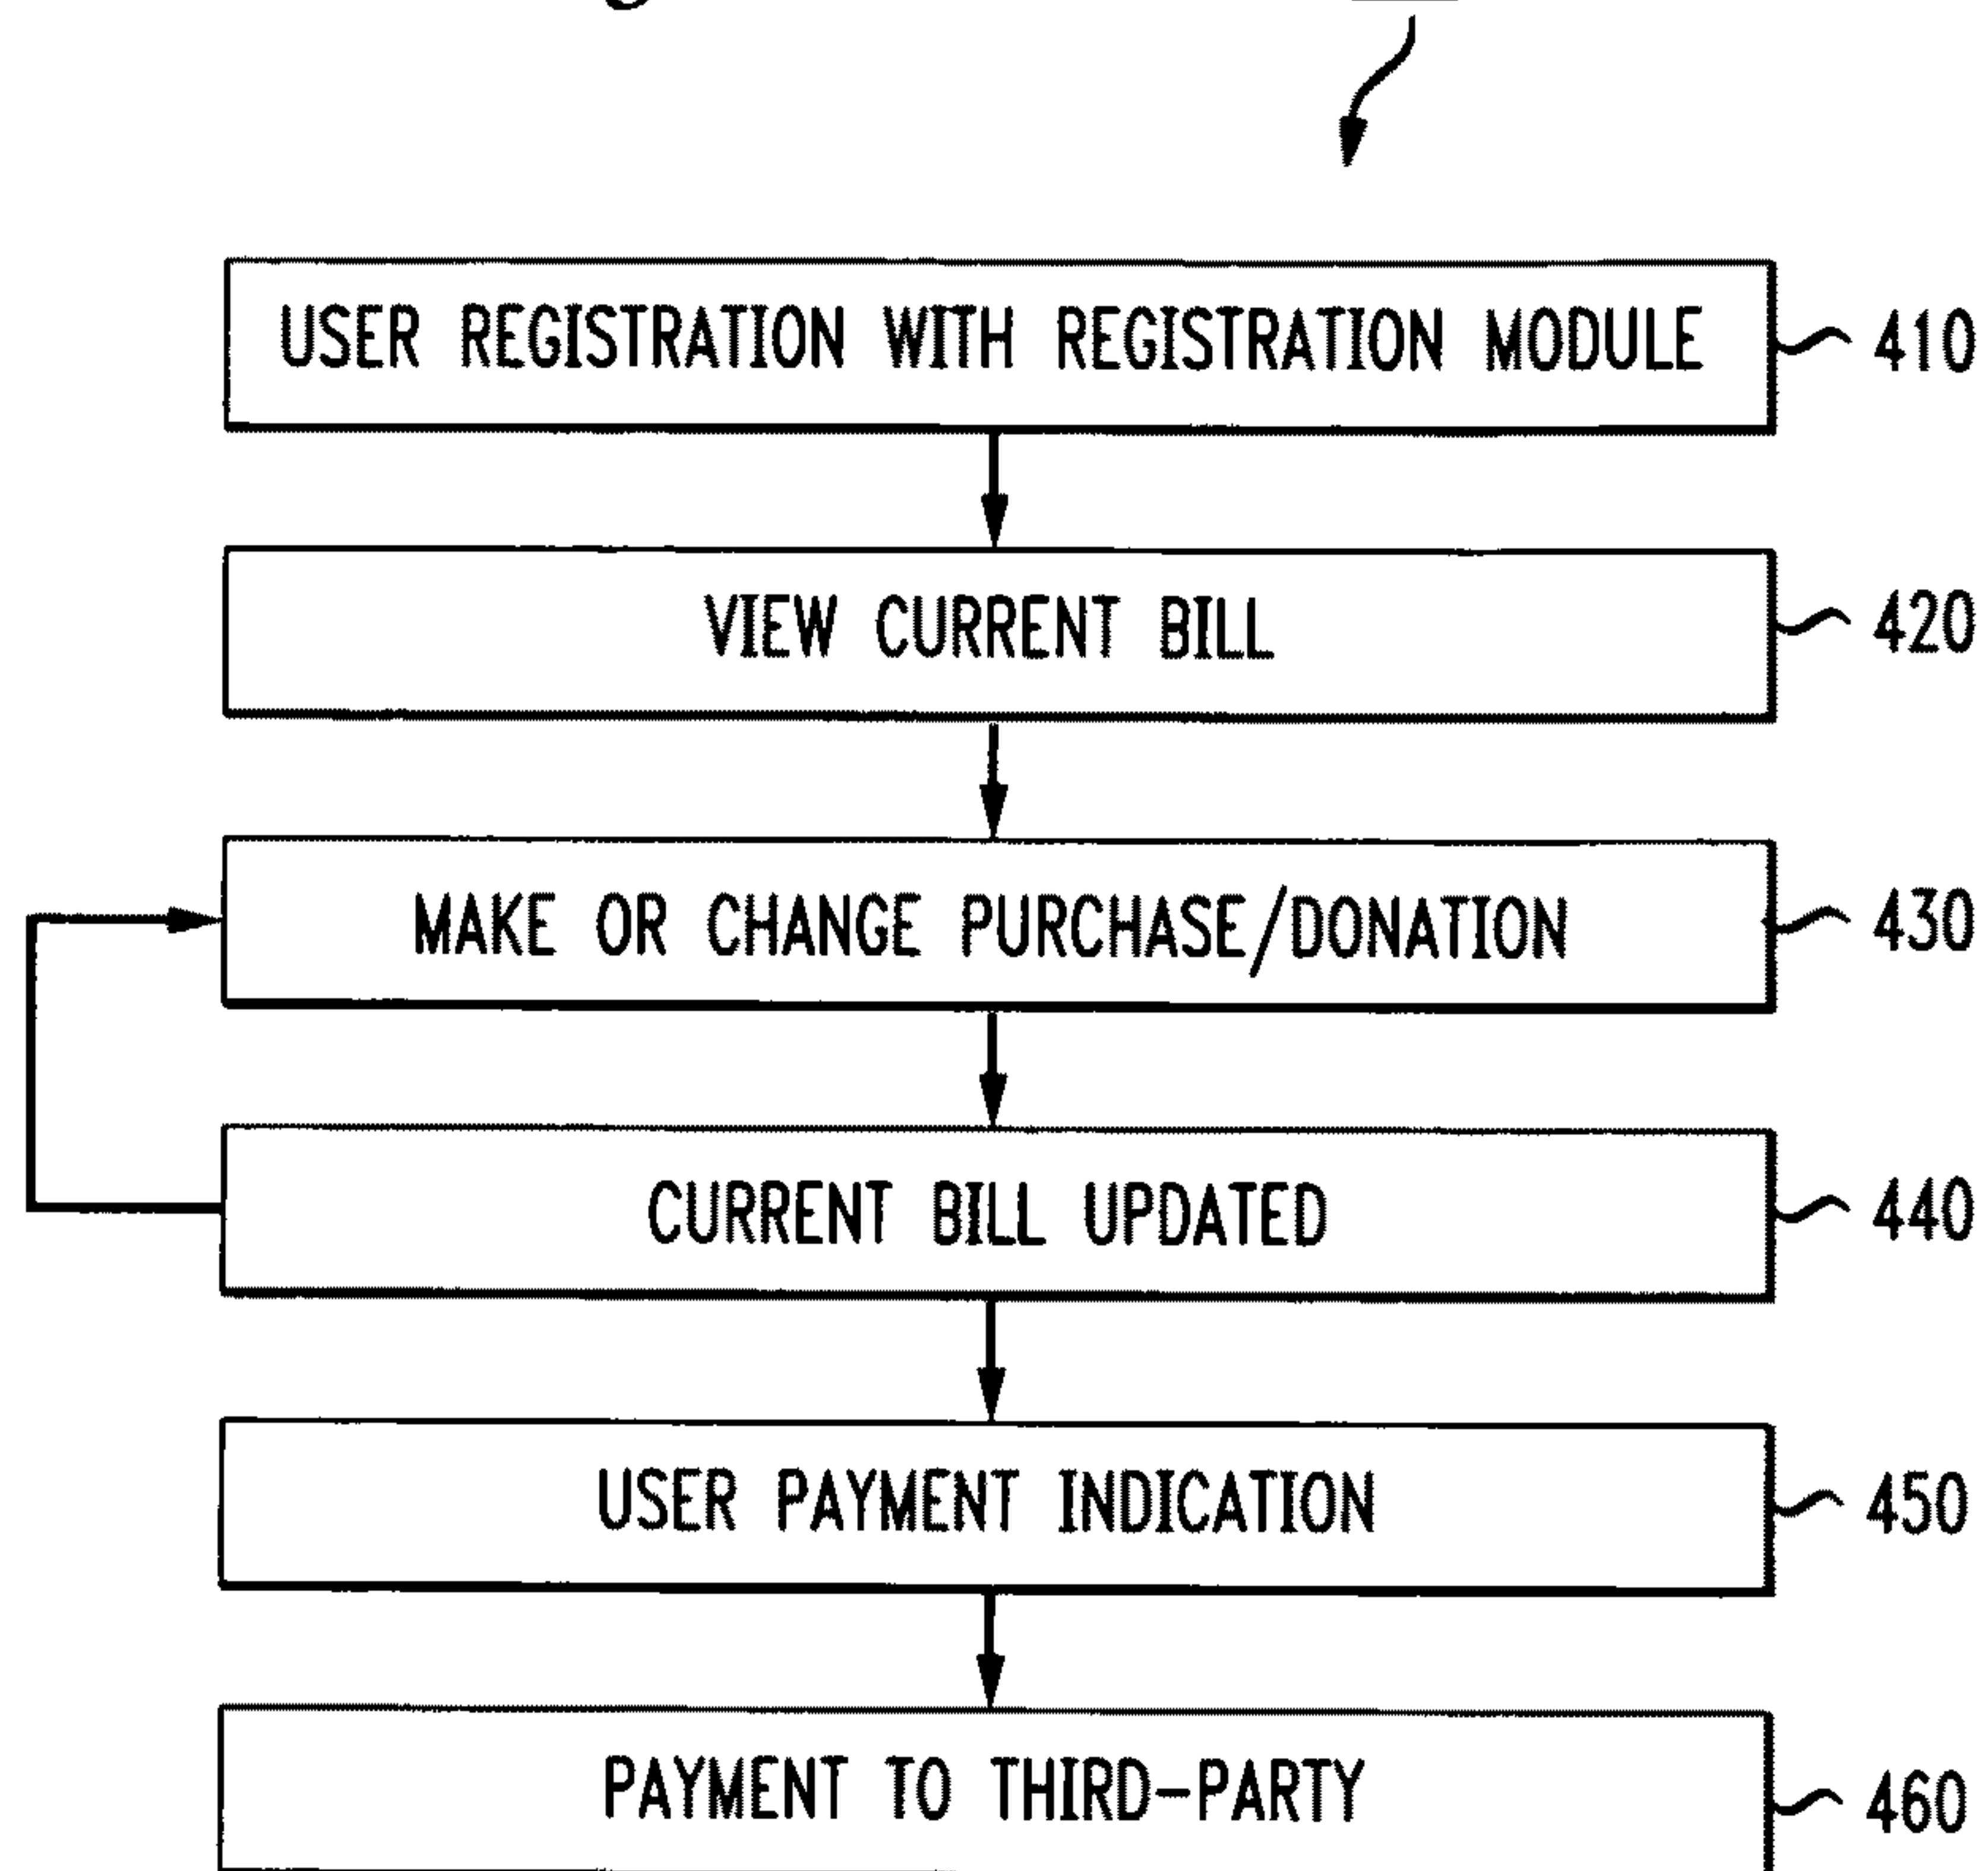 USER REGISTRATION WITH REGISTRATION MODULE 410
VIEW CURRENT BILL 420
MAKE OR CHANGE PURCHASE/DONATION 430
CURRENT BILL UPDATED 440
USER PAYMENT INDICATION 450
PAYMENT TO THIRD-PARTY 460